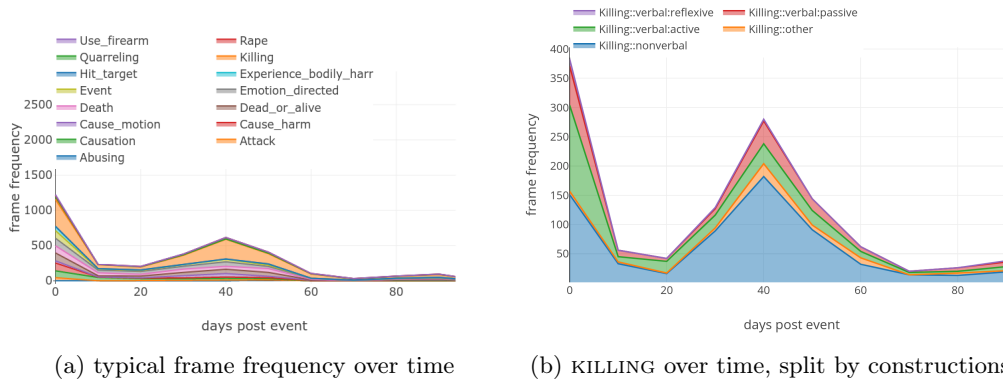 Use_firearm Rape
Quarreling Killing
Hit_target Experience_bodily_harr
Event Emotion_directed
Death Dead_or_alive
Cause_motion Cause_harm
Causation Attack
Abusing
frame frequency
2500
2000
1500
1000
500
0
0 20 40 60 80
days post event
(a) typical frame frequency over time
Killing::verbal:reflexive Killing::verbal:passive
Killing::verbal:active Killing::other
Killing::nonverbal
frame frequency
400
350
300
250
200
150
100
50
0 20 40 60 80
days post event
(b) KILLING over time, split by constructions